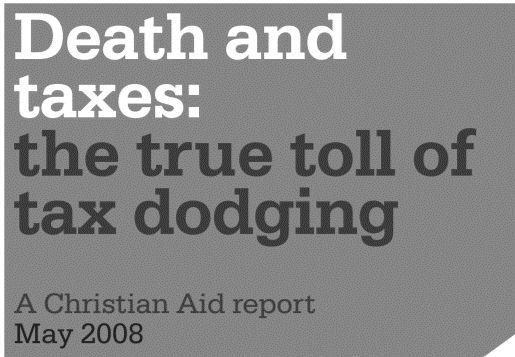 Death and
taxes:
the true toll of
tax dodging
A Christian Aid report
May 2008